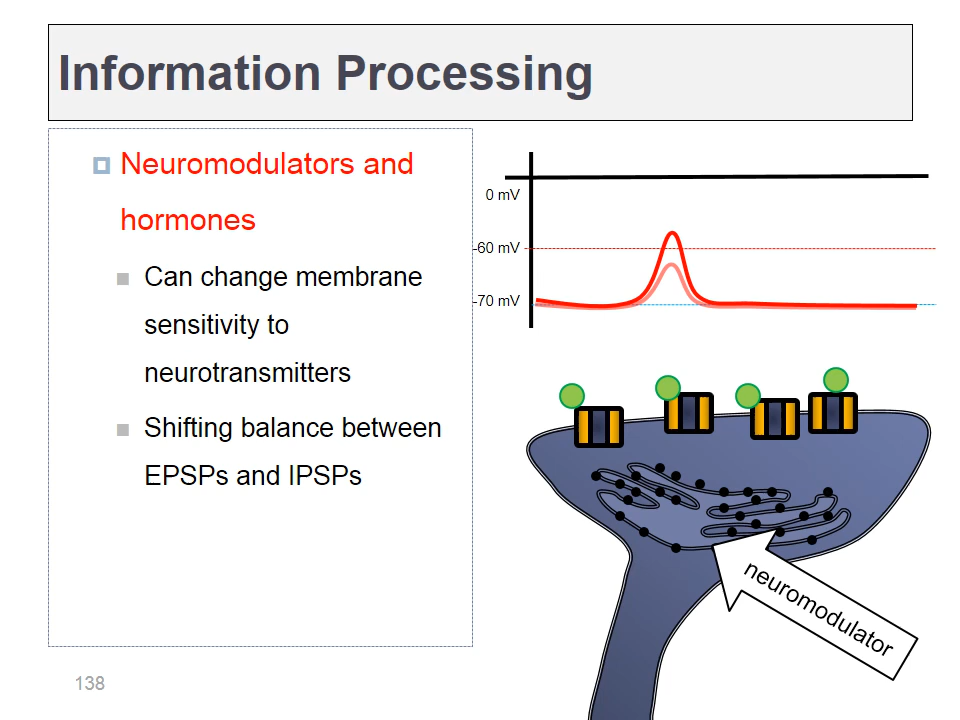 Information Processing
Neuromodulators and
hormones
Can change membrane
sensitivity to
neurotransmitters
Shifting balance between
EPSPs and IPSPs
0 mV
-60 mV
-70 mV
neuromodulator
138